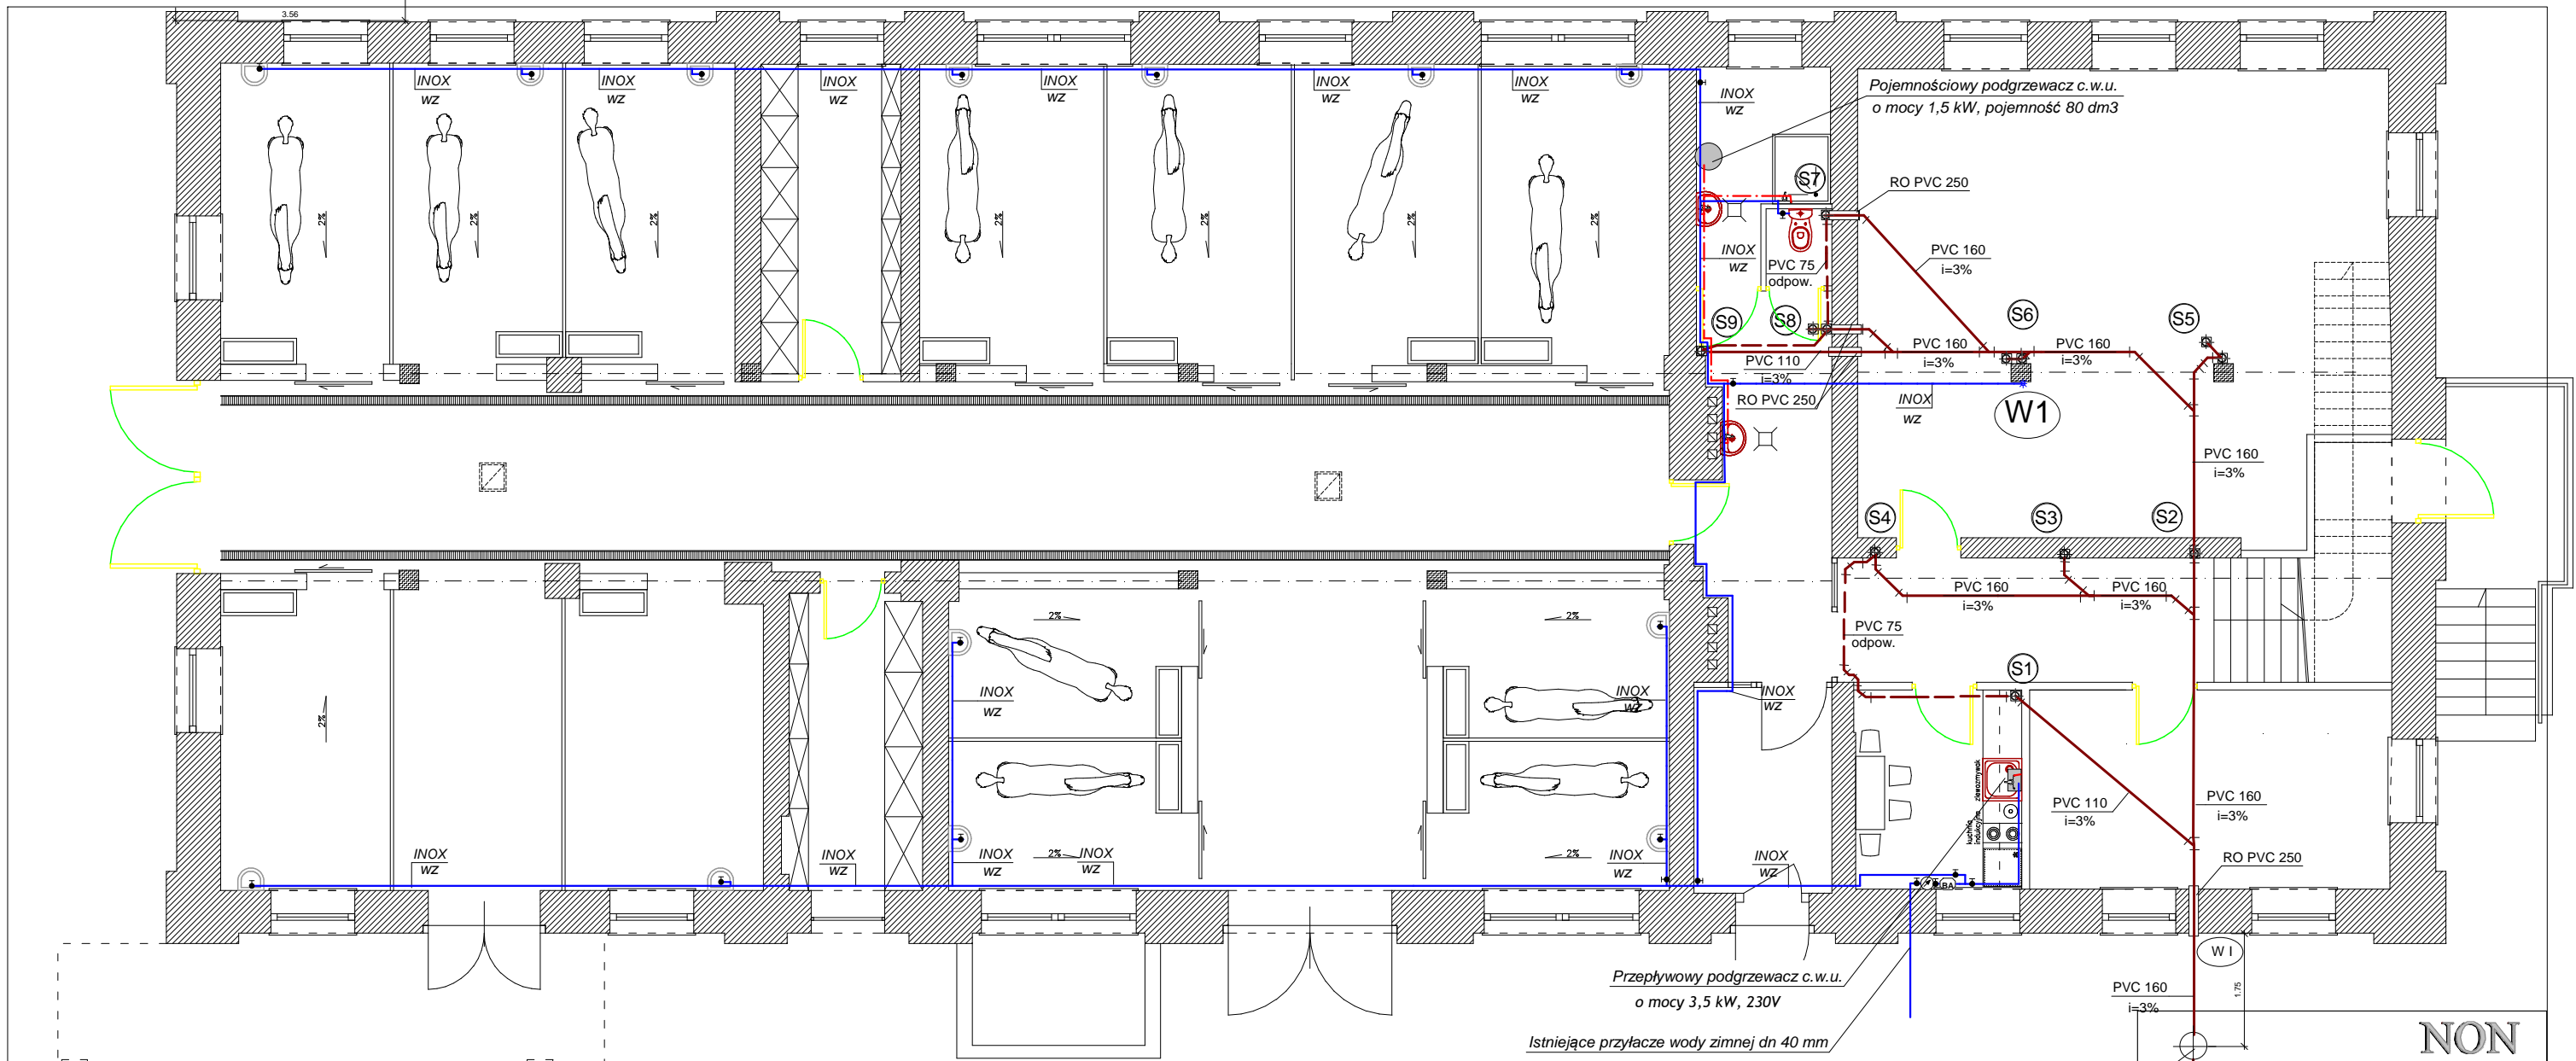 3.56
INOX
wz
INOX
wz
INOX
wz
INOX
wz
INOX
wz
INOX
wz
INOX
wz
Pojemnościowy podgrzewacz c.w.u.
o mocy 1,5 kW, pojemność 80 dm3
2%
2%
2%
2%
2%
2%
2%
S7
RO PVC 250
INOX
wz
PVC 75
odpow.
PVC 160
i=3%
S9
S8
S6
S5
PVC 110
i=3%
PVC 160
i=3%
PVC 160
i=3%
RO PVC 250
INOX
wz
W1
PVC 160
i=3%
S4
S3
S2
PVC 160
i=3%
PVC 160
i=3%
2%
2%
PVC 75
odpow.
S1
INOX
wz
INOX
wz
INOX
wz
2%
zlewozmywak
kuchnia
indukcyjna
PVC 110
i=3%
PVC 160
i=3%
INOX
wz
INOX
wz
INOX
wz
2%
INOX
wz
2%
INOX
wz
INOX
wz
BA
RO PVC 250
W I
Przepływowy podgrzewacz c.w.u.
o mocy 3,5 kW, 230V
PVC 160
i=3%
1.75
Istniejące przyłacze wody zimnej dn 40 mm
NON